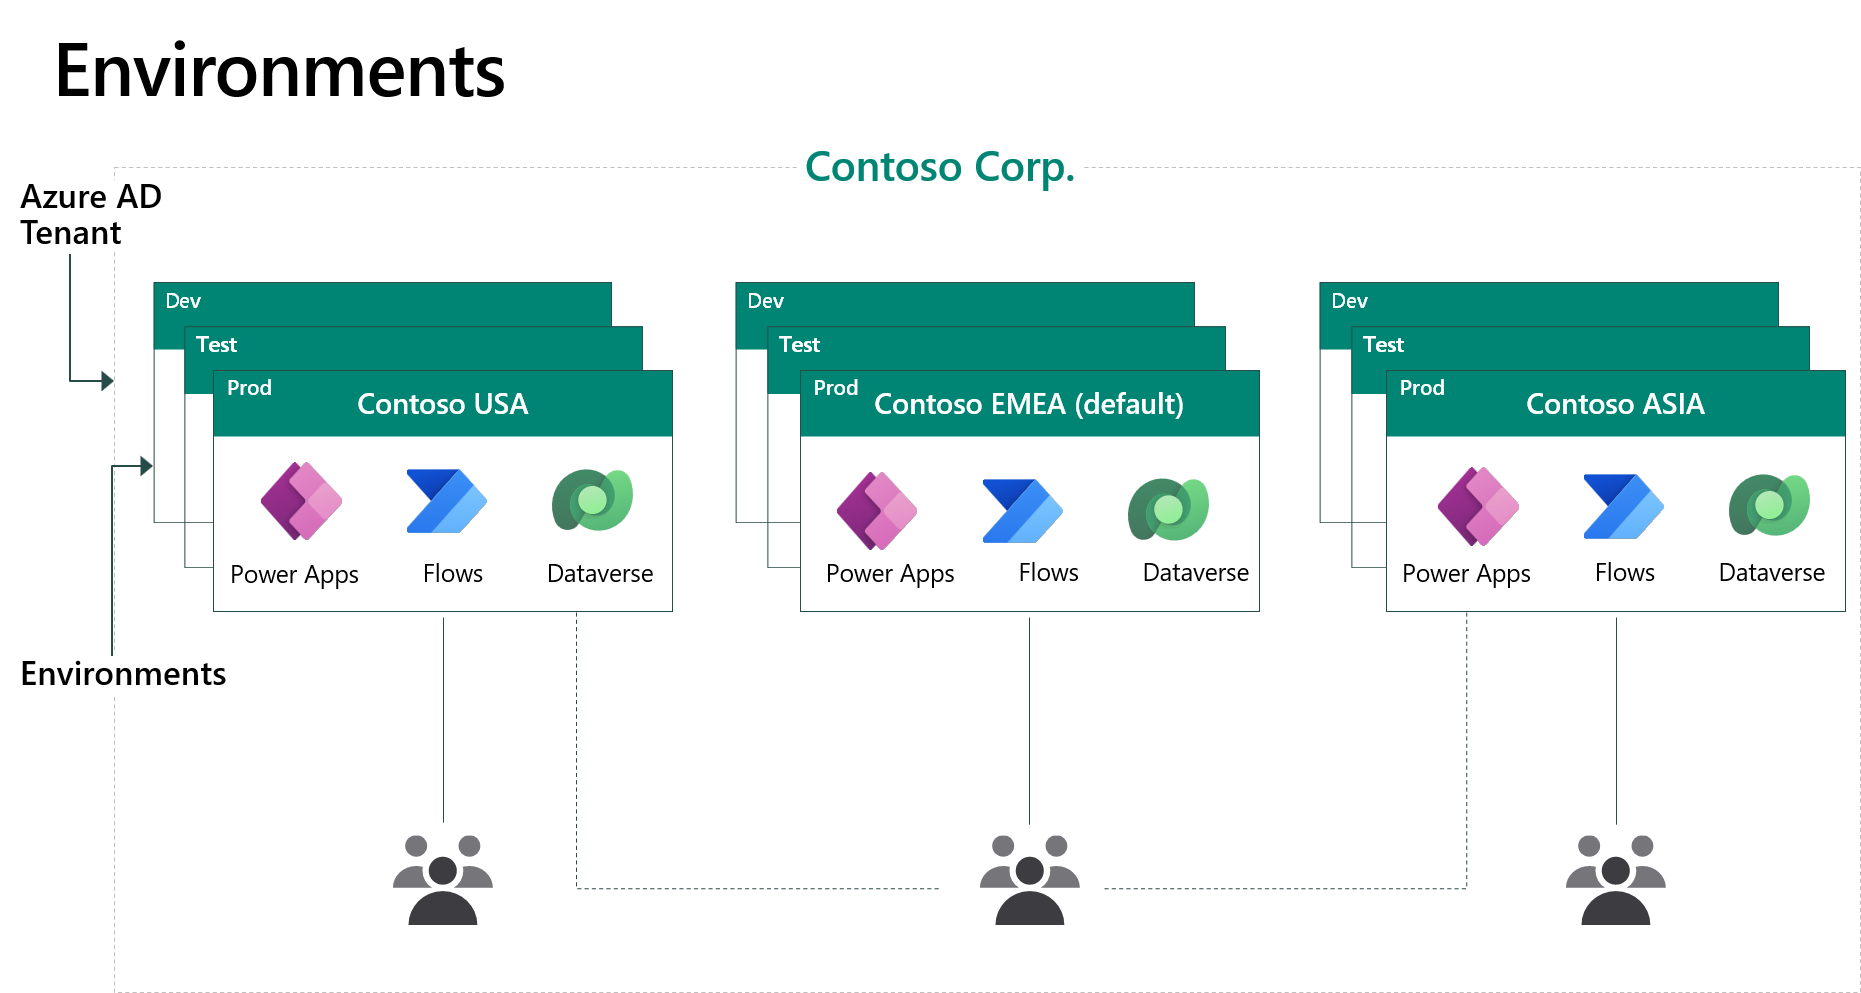 Environments
Contoso Corp.
Azure AD
Tenant
Dev
Test
Prod
Contoso USA
Power Apps
Flows
Dataverse
Dev
Test
Prod
Contoso EMEA (default)
Power Apps
Flows
Dataverse
Dev
Test
Prod
Contoso ASIA
Power Apps
Flows
Dataverse
Environments